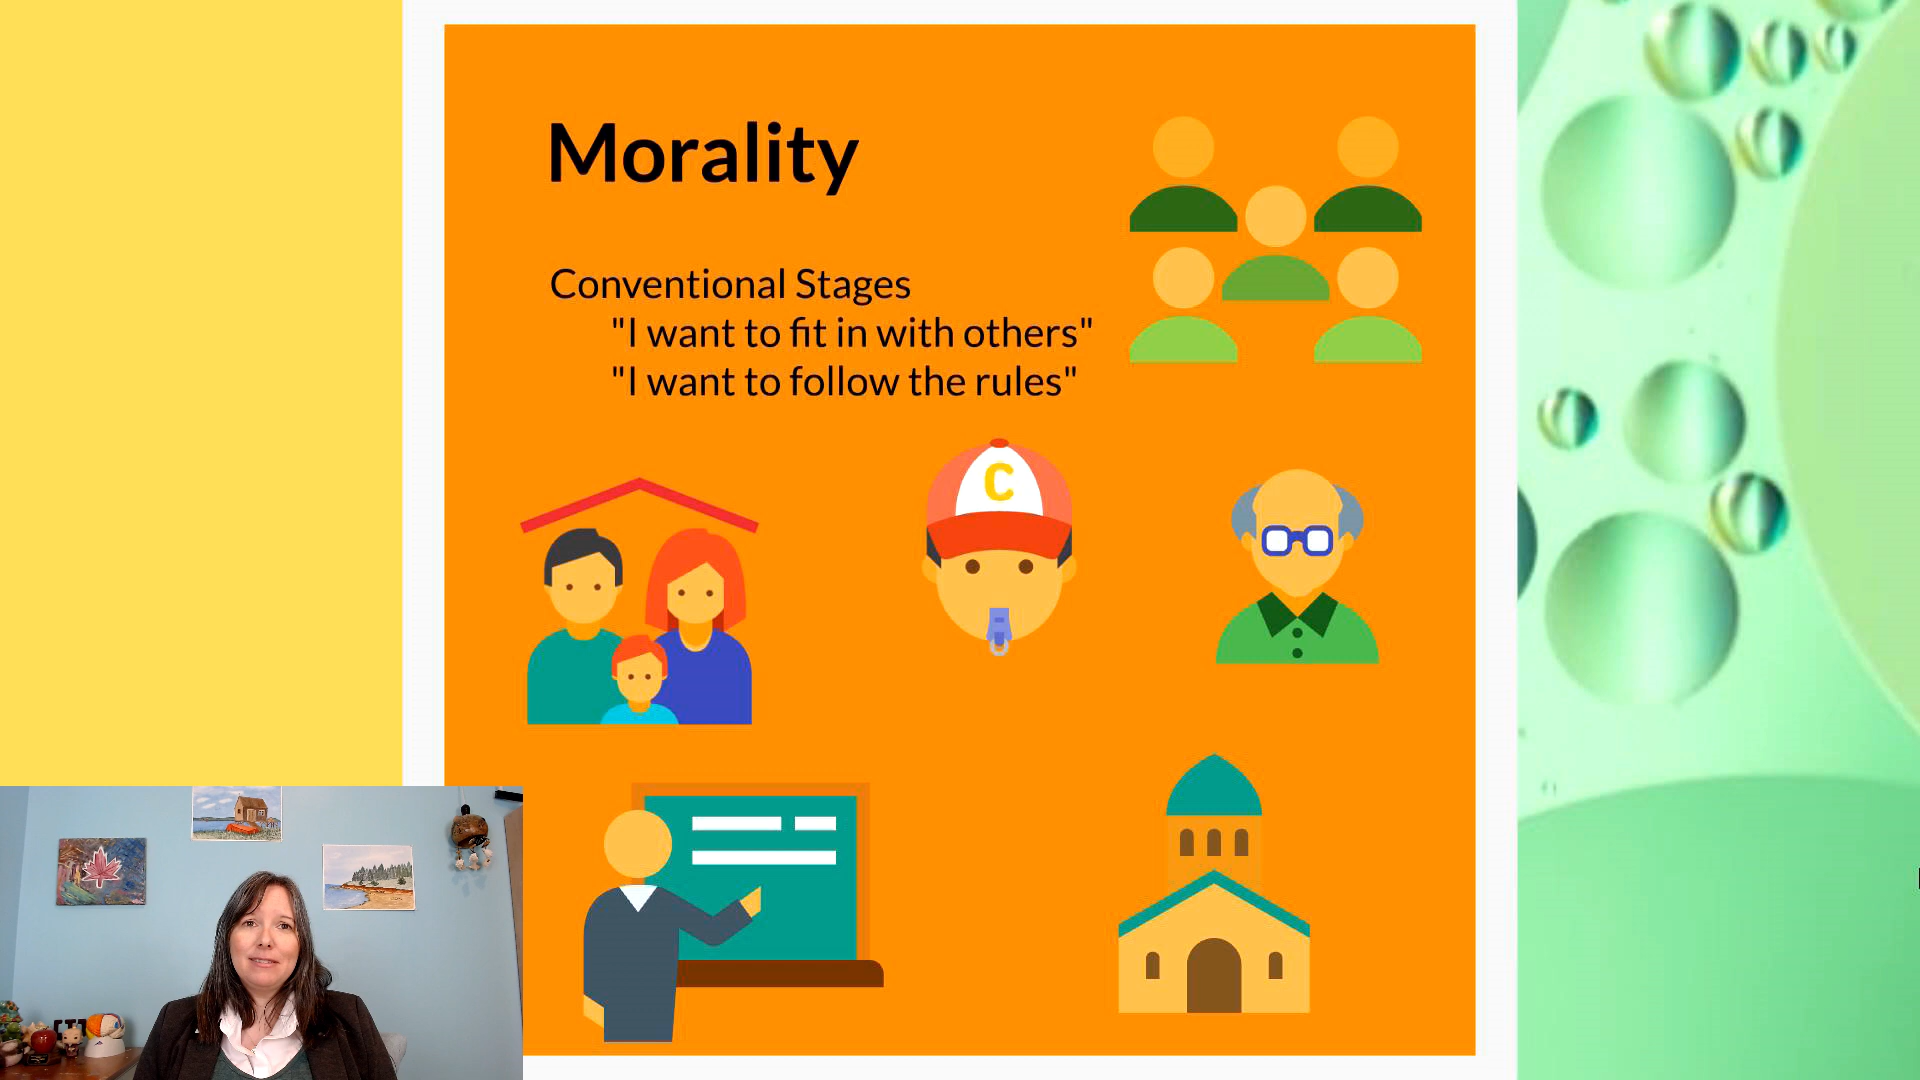 Morality
Conventional Stages
"I want to fit in with others"
"I want to follow the rules"
C